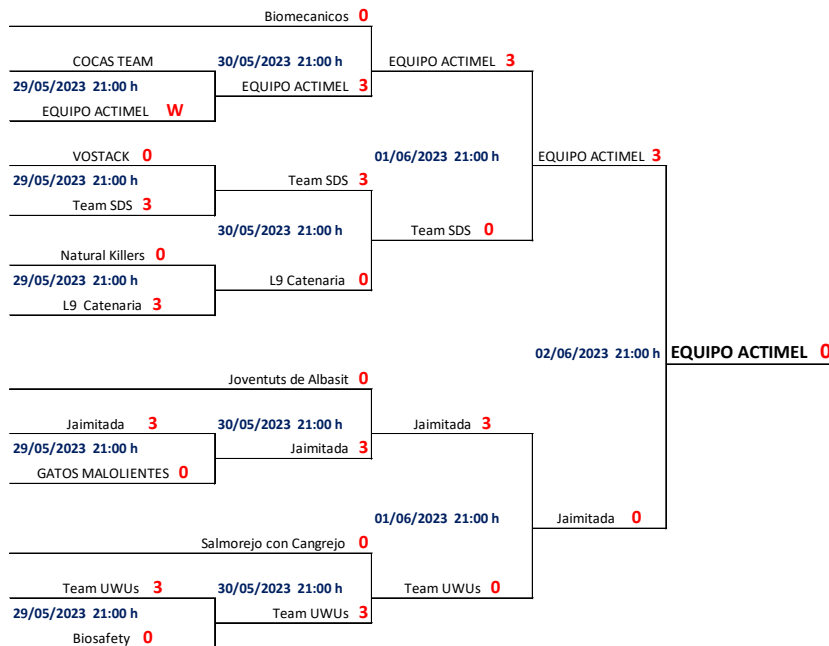 Biomecanicos 0
COCAS TEAM
30/05/2023 21:00 h
EQUIPO ACTIMEL 3
29/05/2023 21:00 h
EQUIPO ACTIMEL 3
EQUIPO ACTIMEL W
VOSTACK 0
01/06/2023 21:00 h
EQUIPO ACTIMEL 3
29/05/2023 21:00 h
Team SDS 3
Team SDS 3
30/05/2023 21:00 h
Team SDS 0
Natural Killers 0
29/05/2023 21:00 h
L9 Catenaria 0
L9 Catenaria 3
02/06/2023 21:00 h
EQUIPO ACTIMEL 0
Joventuts de Albasit 0
Jaimitada 3
30/05/2023 21:00 h
Jaimitada 3
29/05/2023 21:00 h
Jaimitada 3
GATOS MALOLIENTES 0
01/06/2023 21:00 h
Jaimitada 0
Salmorejo con Cangrejo 0
Team UWUs 3
30/05/2023 21:00 h
Team UWUs 0
29/05/2023 21:00 h
Team UWUs 3
Biosafety 0